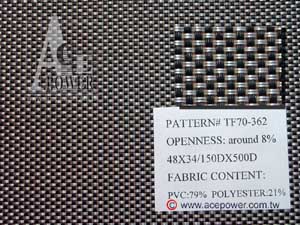 ACE
POWER
PATTERN# TF70-362
OPENNESS: around 8%
48X34/150DX500D
FABRIC CONTENT:
PVC:79% POLYESTER:21%
© www.acepower.com.tw